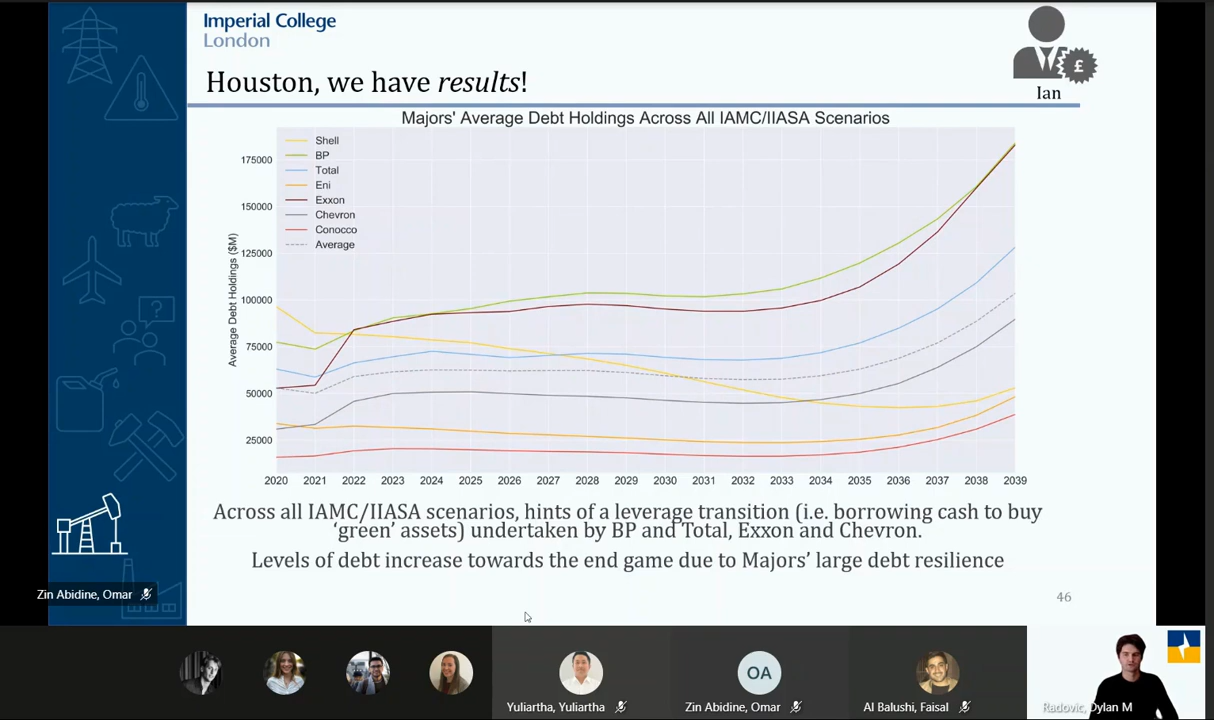 Imperial College
London
Houston, we have results!
£
Ian
Majors' Average Debt Holdings Across All IAMC/IIASA Scenarios
Shell
BP
Total
Eni
Exxon
Chevron
Conocco
Average
Average Debt Holdings ($M)
175000
150000
125000
100000
75000
50000
25000
2020 2021 2022 2023 2024 2025 2026 2027 2028 2029 2030 2031 2032 2033 2034 2035 2036 2037 2038 2039
Across all IAMC/IIASA scenarios, hints of a leverage transition (i.e. borrowing cash to buy
‘green’ assets) undertaken by BP and Total, Exxon and Chevron.
Levels of debt increase towards the end game due to Majors’ large debt resilience
46
Zin Abidine, Omar
?
OA
Yuliartha, Yuliartha
Zin Abidine, Omar
Al Balushi, Faisal
Radovic, Dylan M